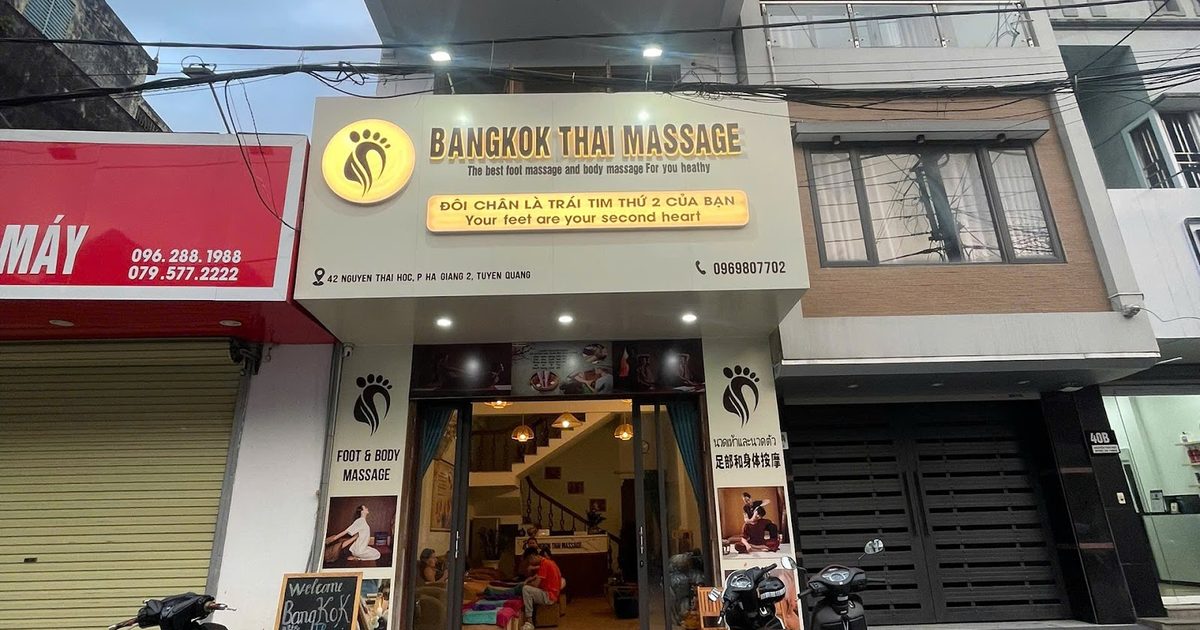 BANGKOK THAI MASSAGE
The best foot massage and body massage For you heathy
ĐÔI CHÂN LÀ TRÁI TIM THỨ 2 CỦA BẠN
Your feet are your second heart
42 NGUYEN THAI HOC, P HA GIANG 2, TUYEN QUANG
0969807702
MÁY
096.288.1988
079.577.2222
FOOT & BODY
MASSAGE
นวดเท้าและนวดตัว
足部和身体按摩
BANGKOK THAI MASSAGE
40B
Welcome
BangKoK